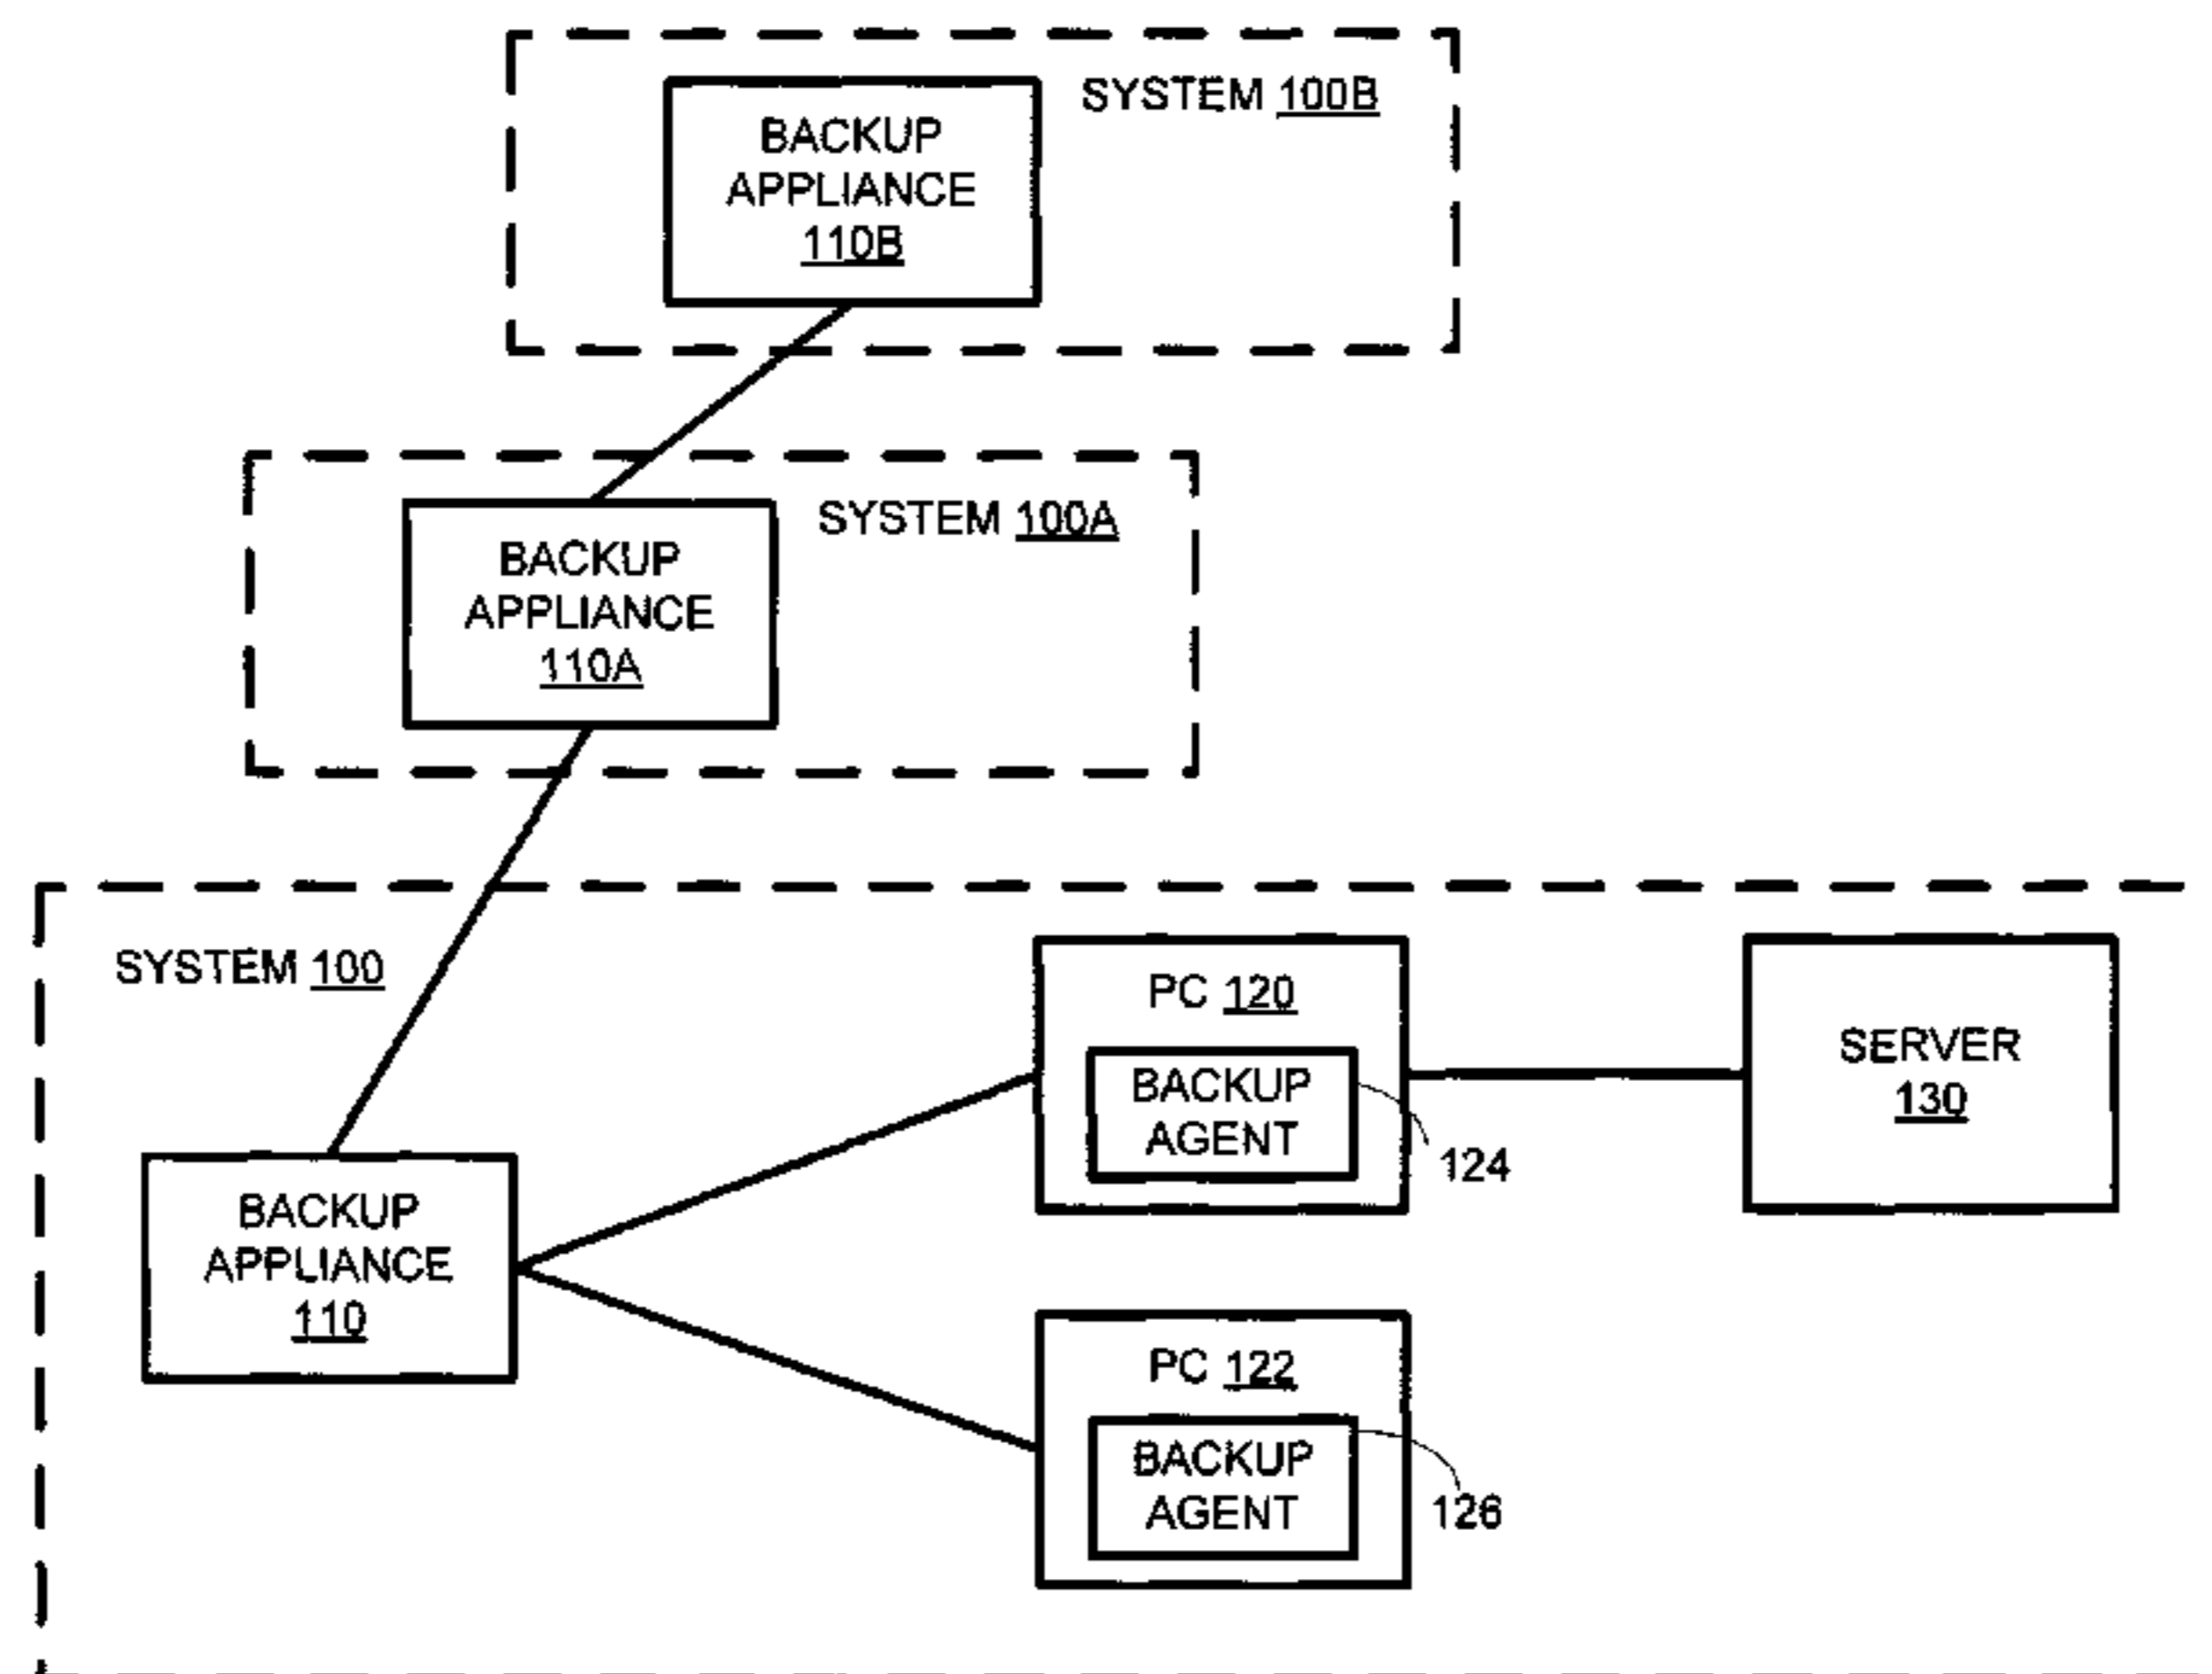 SYSTEM 100B
BACKUP
APPLIANCE
110B
SYSTEM 100A
BACKUP
APPLIANCE
110A
SYSTEM 100
PC 120
BACKUP
AGENT
124
SERVER
130
BACKUP
APPLIANCE
110
PC 122
BACKUP
AGENT
126